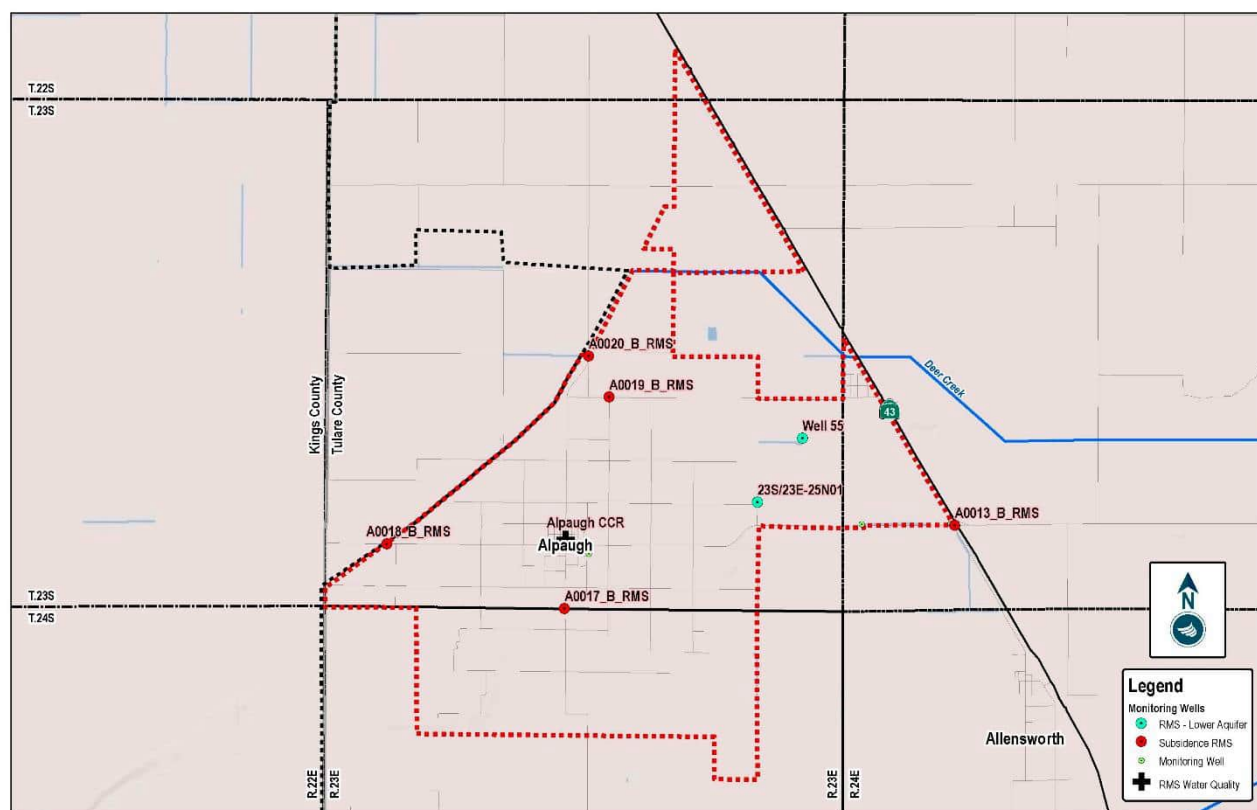 T.22S
T.23S
A0020_B_RMS
A0019_B_RMS
Deer Creek
43
Kings County
Tulare County
Well 55
23S/23E-25N01
A0013_B_RMS
Alpaugh CCR
A0018_B_RMS
Alpaugh
A0017_B_RMS
T.23S
T.24S
N
Legend
Monitoring Wells
RMS - Lower Aquifer
Subsidence RMS
Monitoring Well
RMS Water Quality
Allensworth
R.22E
R.23E
R.23E
R.24E